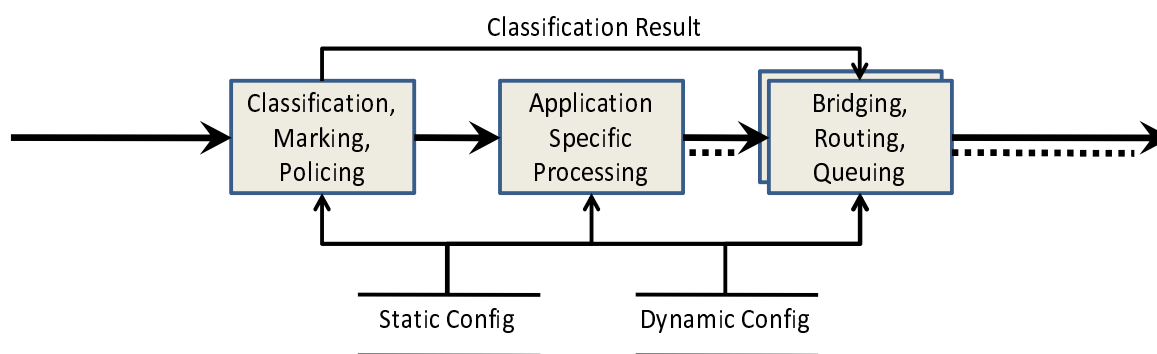 Classification Result
Classification,
Marking,
Policing
Application
Specific
Processing
Bridging,
Routing,
Queuing
Static Config
Dynamic Config